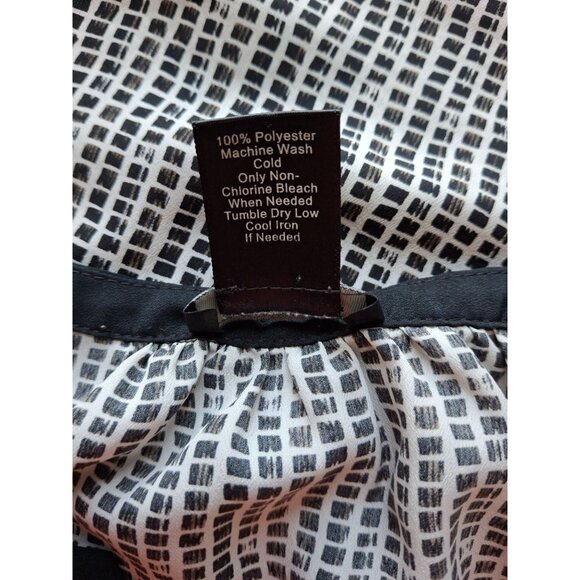 100% Polyester
Machine Wash
Cold
Only Non-
Chlorine Bleach
When Needed
Tumble Dry Low
Cool Iron
If Needed